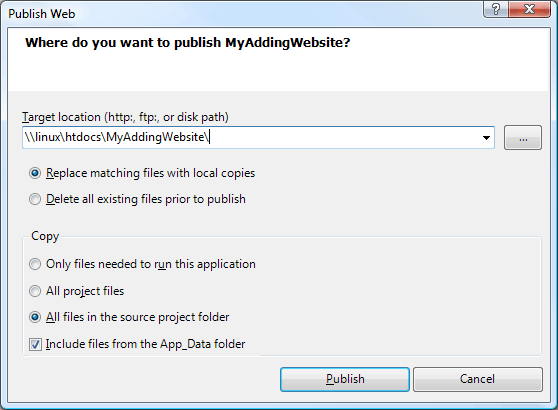 Publish Web
Where do you want to publish MyAddingWebsite?
Target location (http:, ftp:, or disk path)
\\linux\htdocs\MyAddingWebsite\
...
Replace matching files with local copies
Delete all existing files prior to publish
Copy
Only files needed to run this application
All project files
All files in the source project folder
Include files from the App_Data folder
Publish Cancel